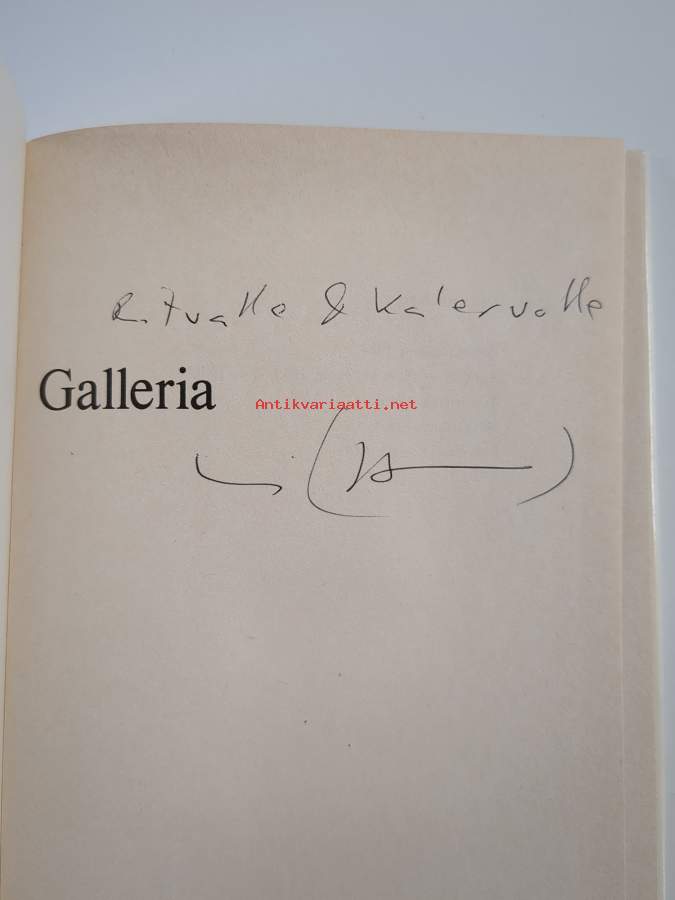 Ritvalle & Kalervolle
Galleria
Antikvariaatti.net